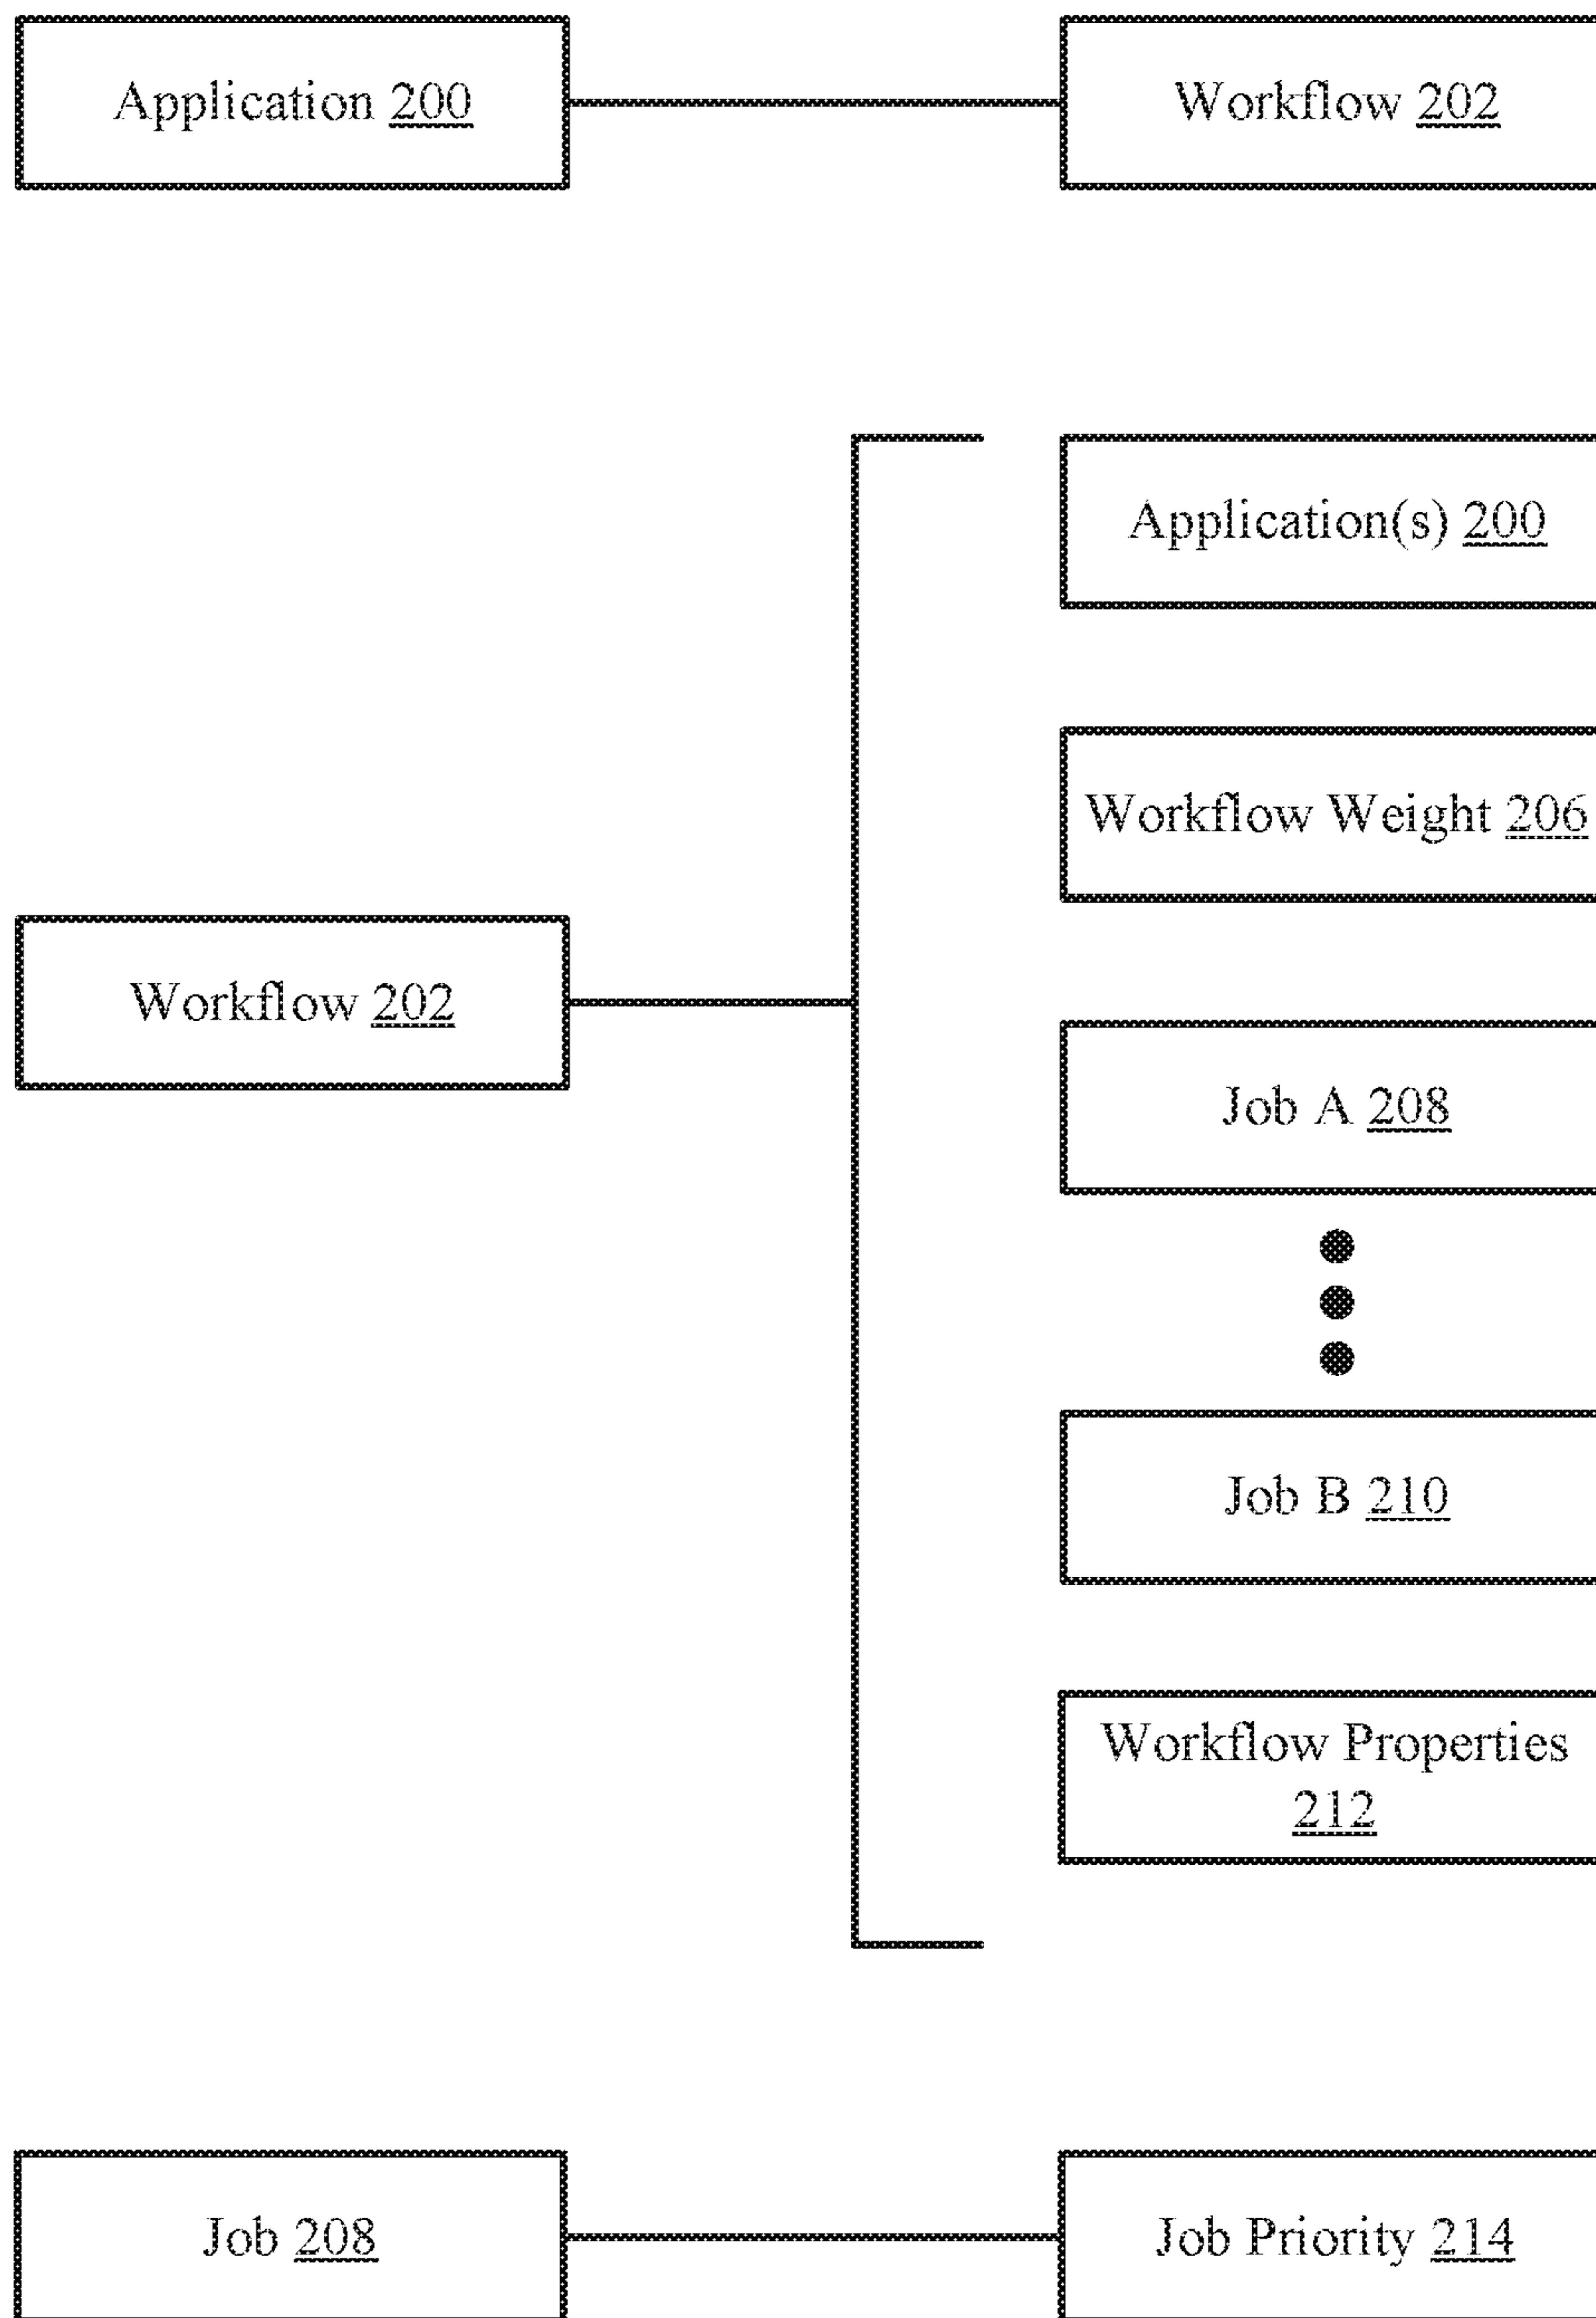 Application 200
Workflow 202
Application(s) 200
Workflow Weight 206
Workflow 202
Job A 208
Job B 210
Workflow Properties
212
Job 208
Job Priority 214